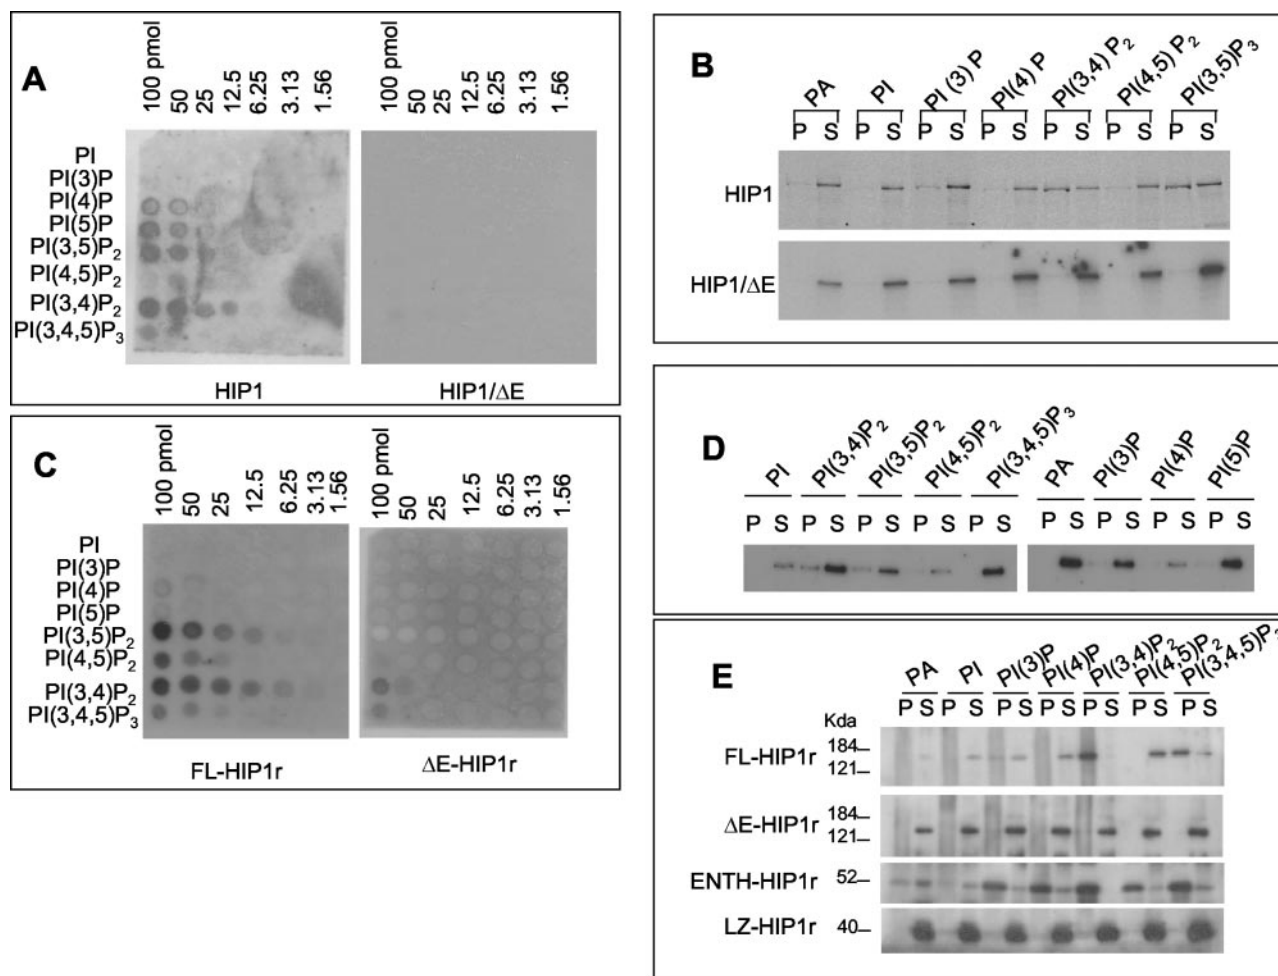 A
100 pmol 50 25 12.5 6.25 3.13 1.56
100 pmol 50 25 12.5 6.25 3.13 1.56
PI
PI(3)P
PI(4)P
PI(5)P
PI(3,5)P2
PI(4,5)P2
PI(3,4)P2
PI(3,4,5)P3
HIP1 HIP1/ΔE
B
PA PI PI (3) P PI(4) P PI(3,4) P2 PI(4,5) P2 PI(3,5)P3
P S P S P S P S P S P S P S
HIP1
HIP1/ΔE
C
100 pmol 50 25 12.5 6.25 3.13 1.56
100 pmol 50 25 12.5 6.25 3.13 1.56
PI
PI(3)P
PI(4)P
PI(5)P
PI(3,5)P2
PI(4,5)P2
PI(3,4)P2
PI(3,4,5)P3
FL-HIP1r ΔE-HIP1r
D
PI PI(3,4)P2 PI(3,5)P2 PI(4,5)P2 PI(3,4,5)P3 PA PI(3)P PI(4)P PI(5)P
P S P S P S P S P S P S P S P S P S
E
PA PI PI(3)P PI(4)P PI(3,4)P2 PI(4,5)P2 PI(3,4,5)P3
P S P S P S P S P S P S P S
Kda
FL-HIP1r 184
121
ΔE-HIP1r 184
121
ENTH-HIP1r 52
LZ-HIP1r 40